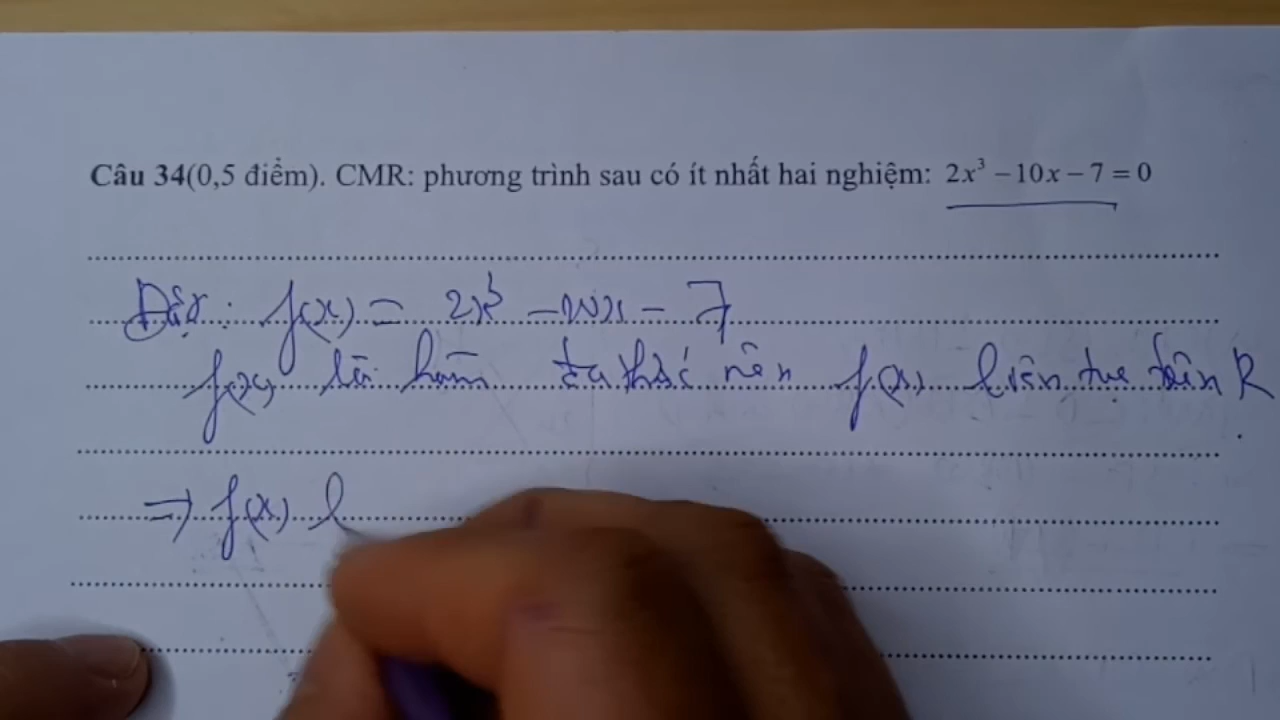 Câu 34(0,5 điểm). CMR: phương trình sau có ít nhất hai nghiệm: 2x³ − 10x − 7 = 0
Đặt: f(x) = 2x³ − 10x − 7
f(x) là hàm đa thức nên f(x) liên tục trên R.
⇒ f(x) l